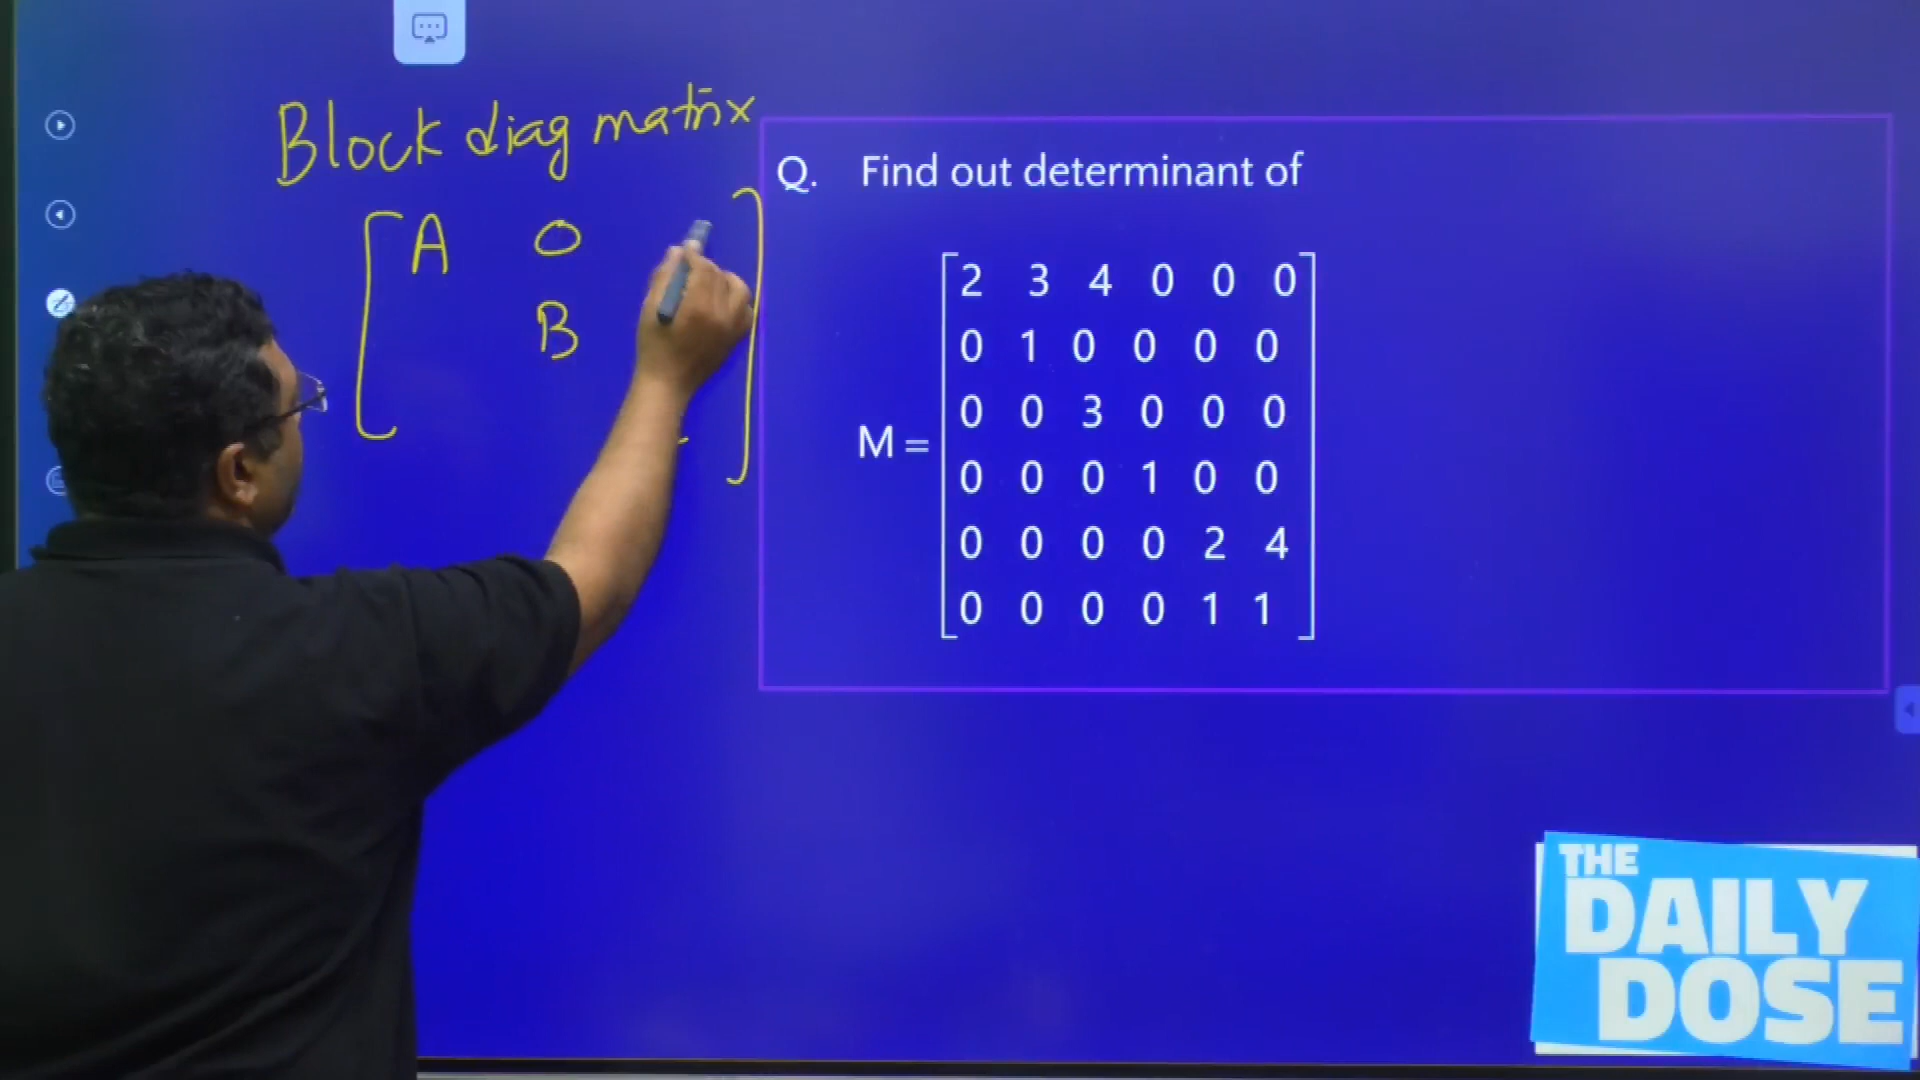 Block diag matrix
A O
B
Q. Find out determinant of
M =
2 3 4 0 0 0
0 1 0 0 0 0
0 0 3 0 0 0
0 0 0 1 0 0
0 0 0 0 2 4
0 0 0 0 1 1
THE
DAILY
DOSE